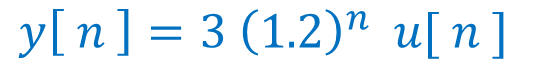 y[ n ] = 3 (1.2)ⁿ u[ n ]